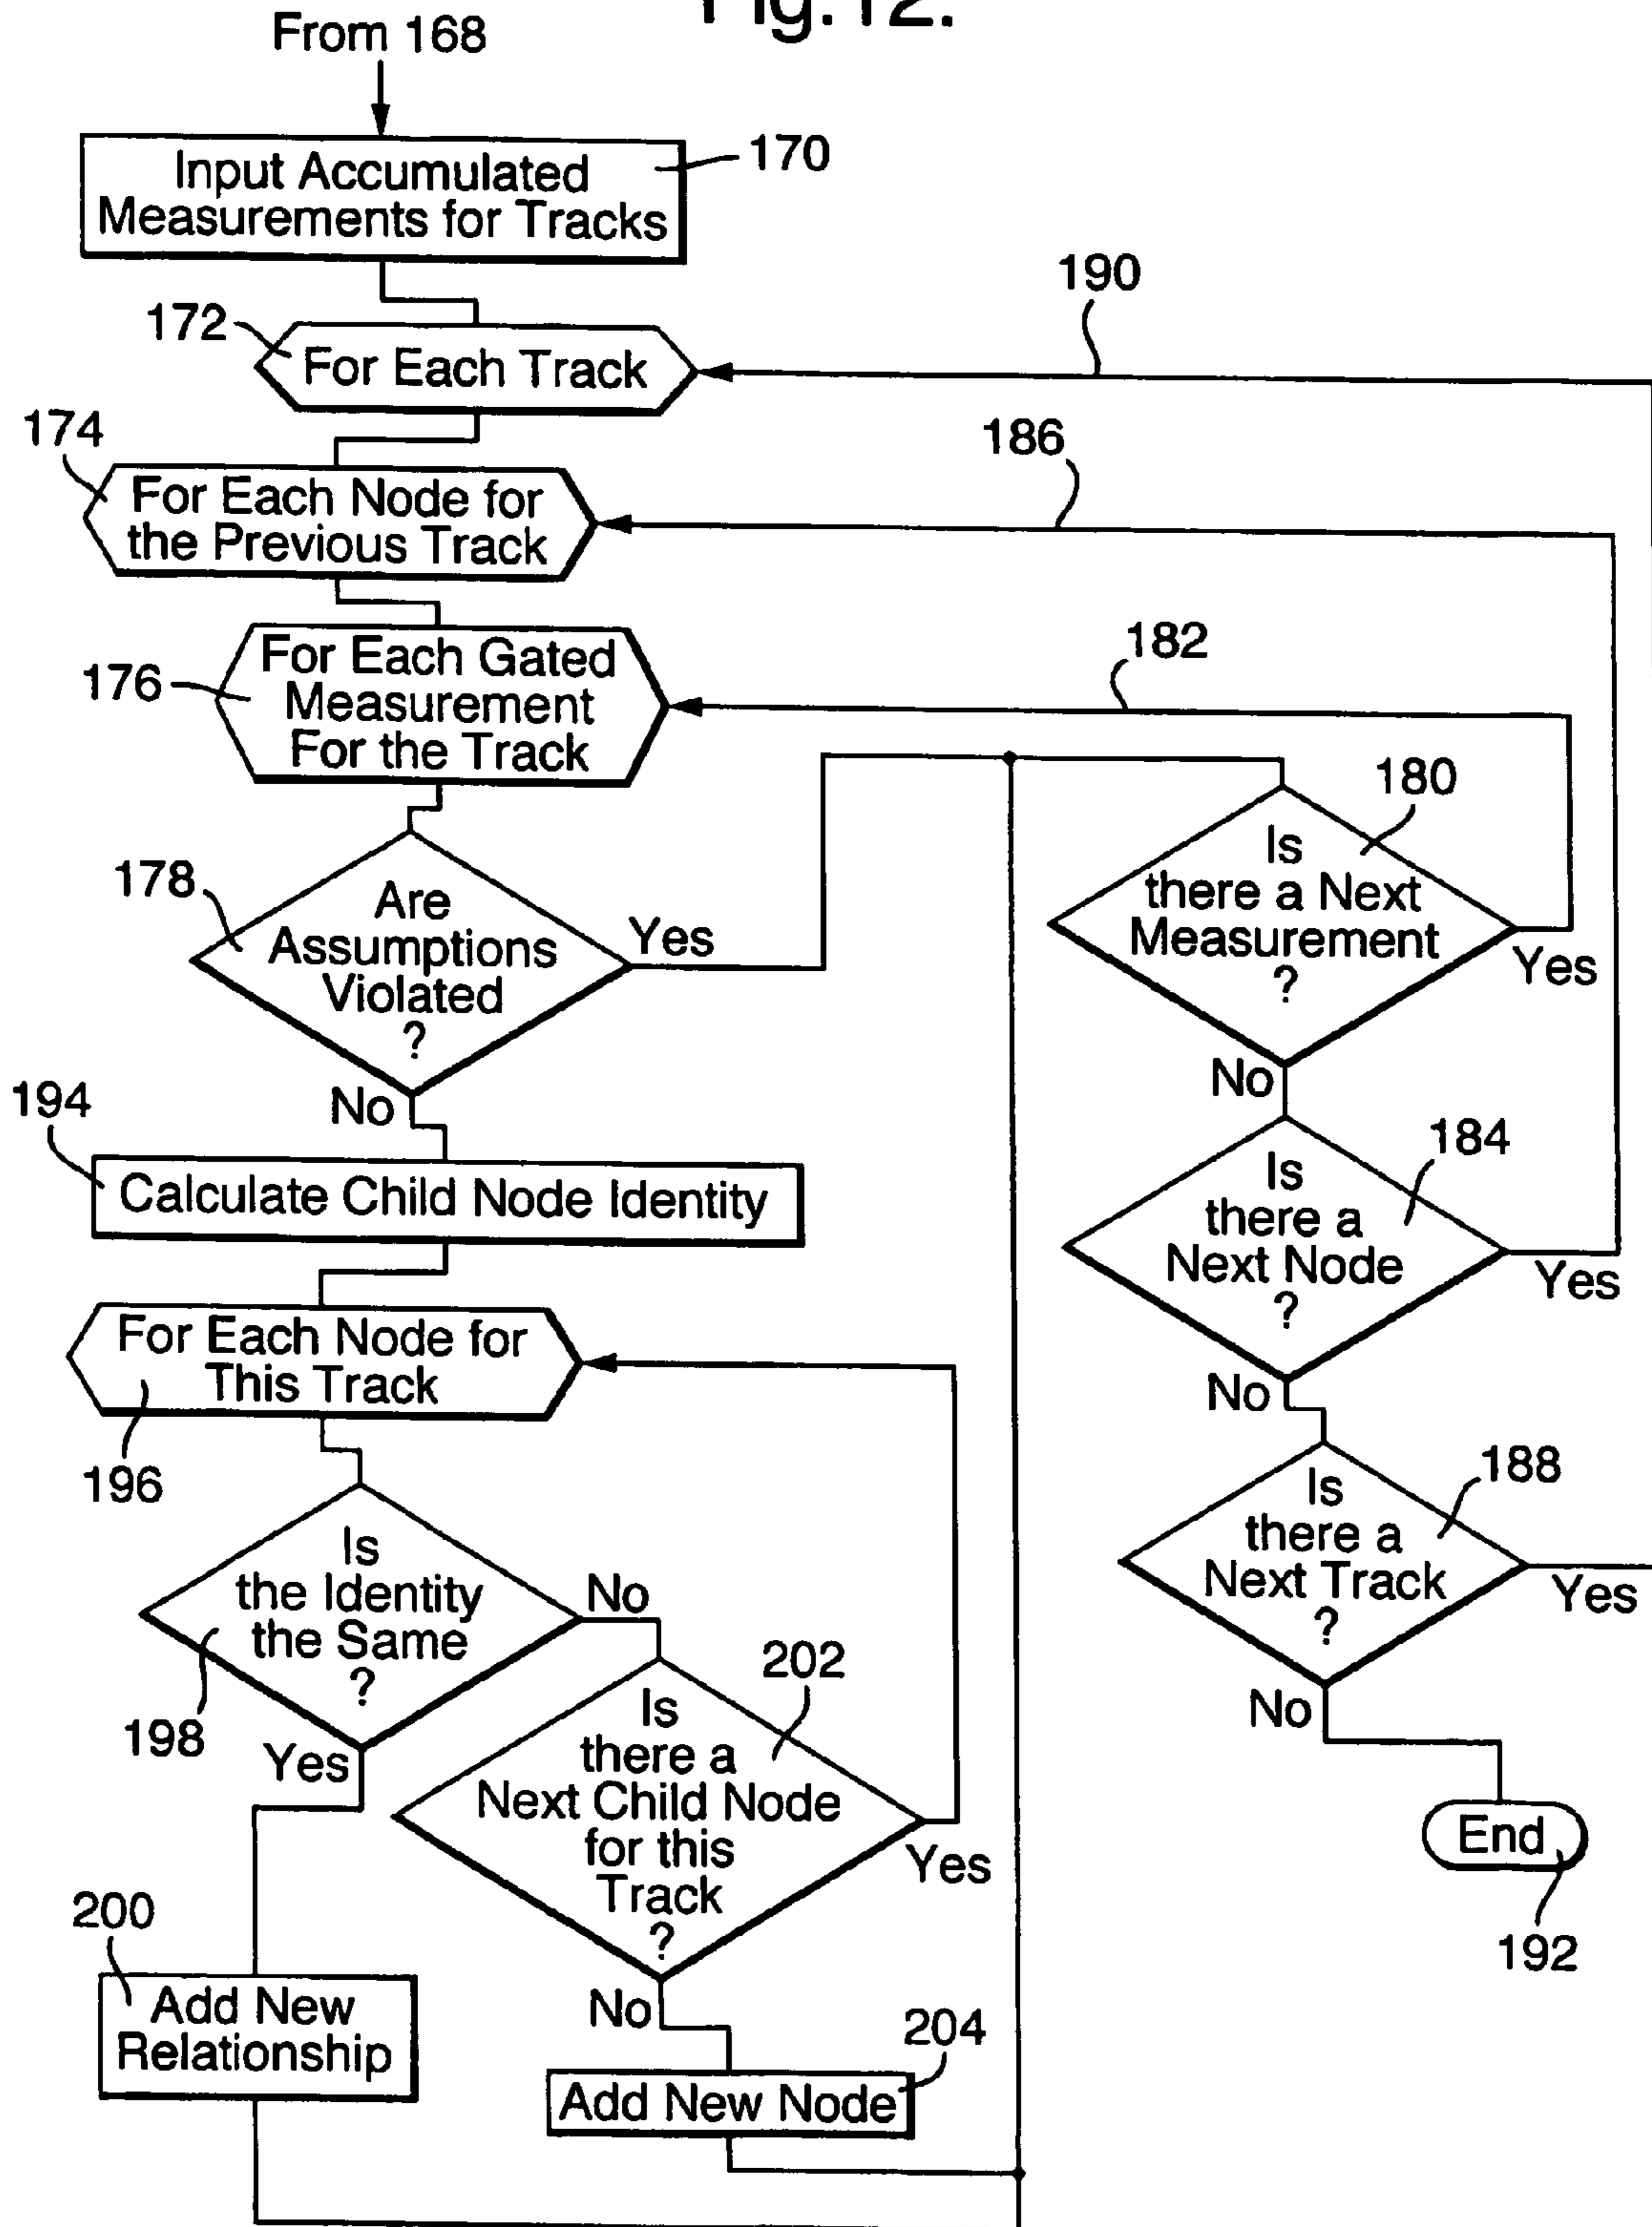 Fig.12.
From 168
Input Accumulated
Measurements for Tracks
170
190
172
For Each Track
174
186
For Each Node for
the Previous Track
182
176
For Each Gated
Measurement
For the Track
180
178
Are
Assumptions
Violated
?
Yes
Is
there a Next
Measurement
?
Yes
No
No
194
184
Calculate Child Node Identity
Is
there a
Next Node
?
Yes
For Each Node for
This Track
No
196
188
Is
the Identity
the Same
?
No
Is
there a
Next Track
?
Yes
198
Yes
202
Is
there a
Next Child Node
for this
Track
?
Yes
No
End
192
200
Add New
Relationship
No
204
Add New Node